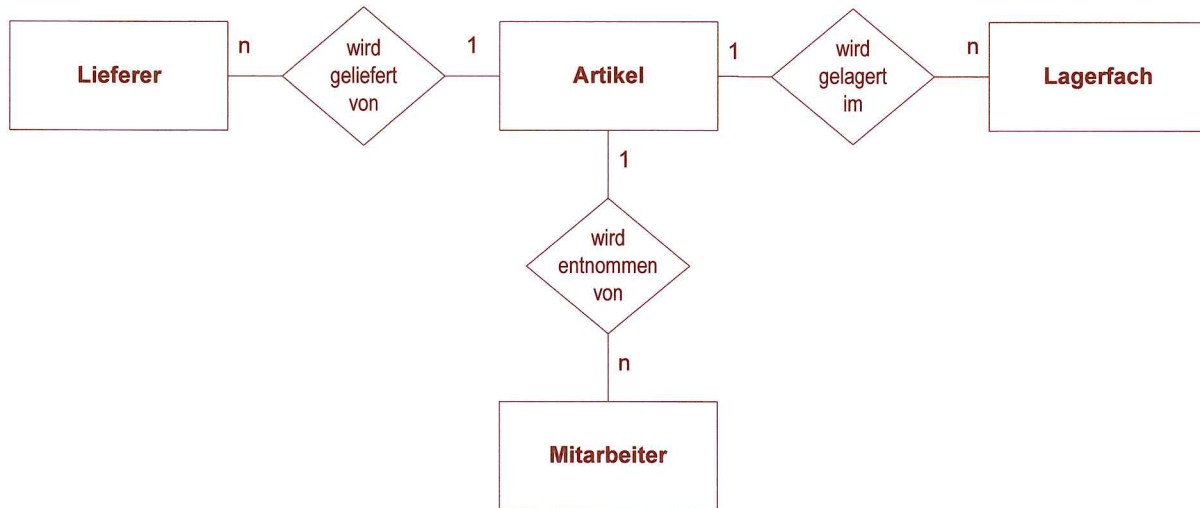 Lieferer
n
wird
geliefert
von
1
Artikel
1
wird
gelagert
im
n
Lagerfach
1
wird
entnommen
von
n
Mitarbeiter